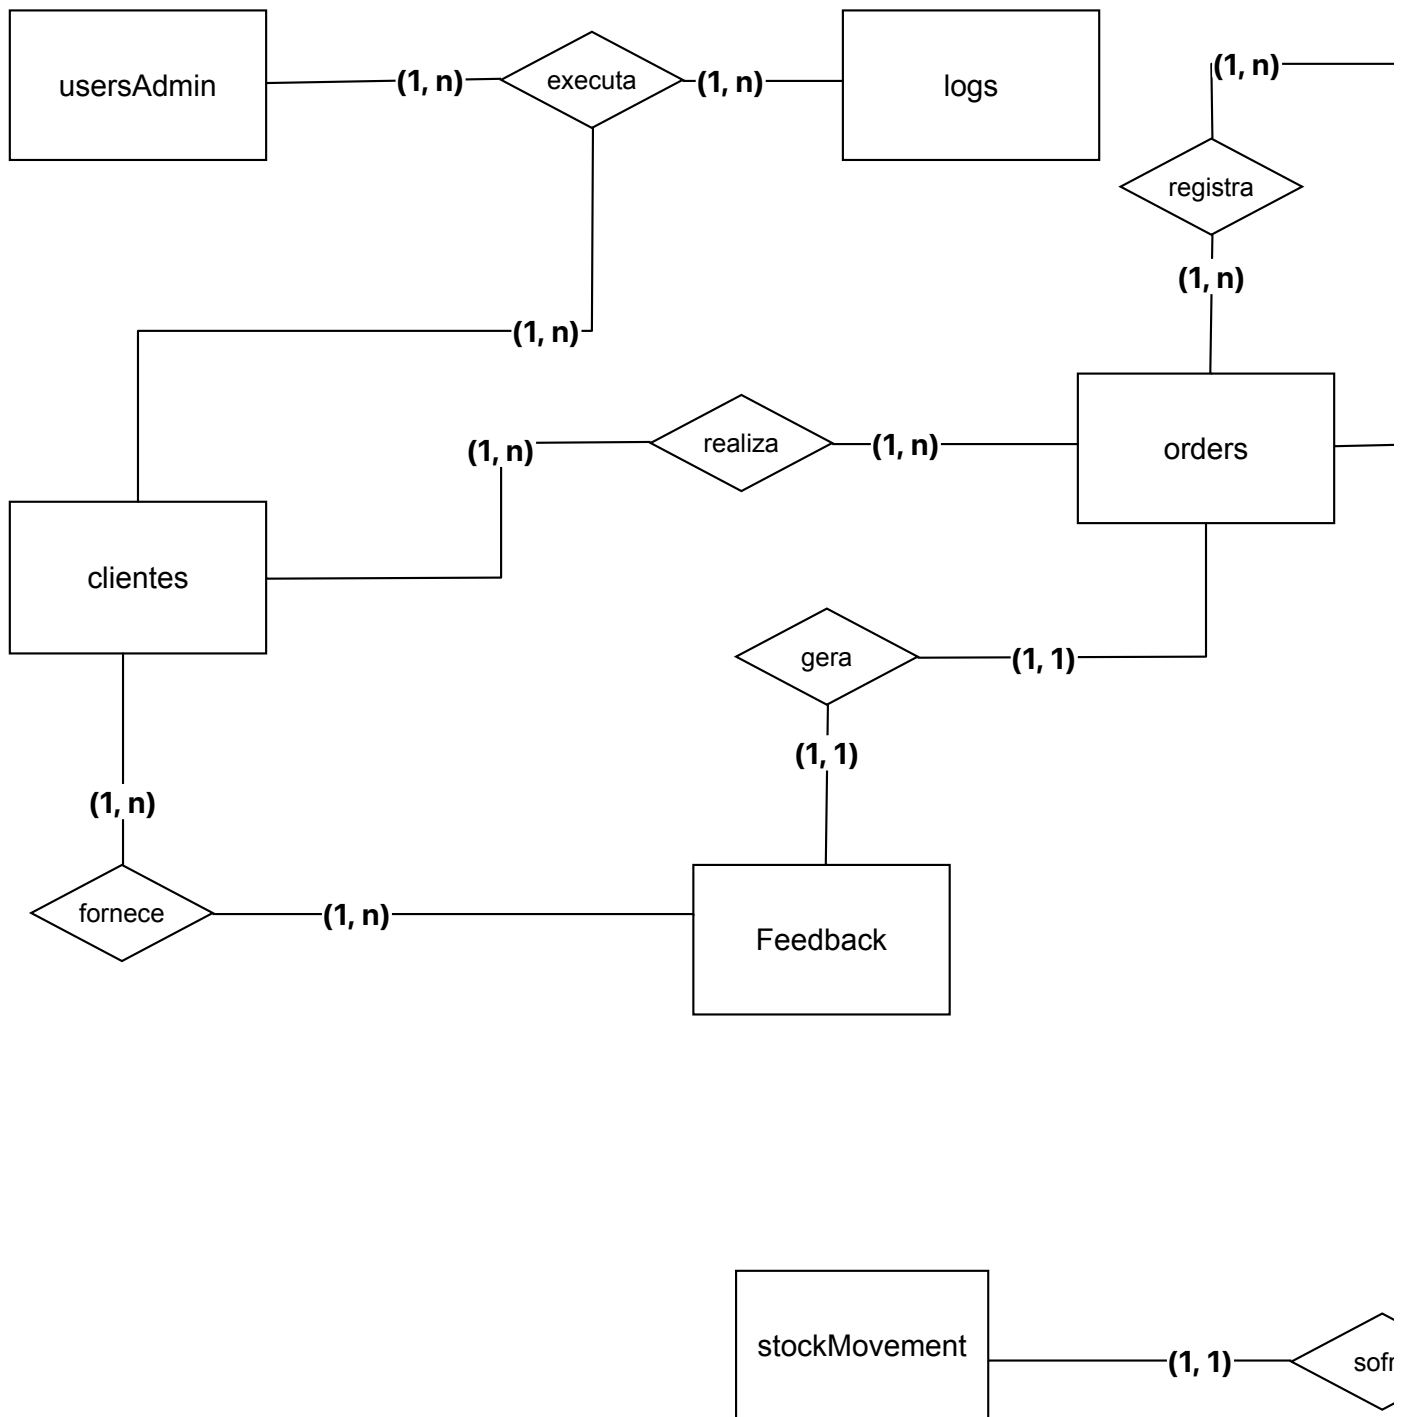 usersAdmin
(1, n)
executa
(1, n)
logs
(1, n)
registra
(1, n)
(1, n)
(1, n)
realiza
(1, n)
orders
clientes
gera
(1, 1)
(1, 1)
(1, n)
fornece
(1, n)
Feedback
stockMovement
(1, 1)